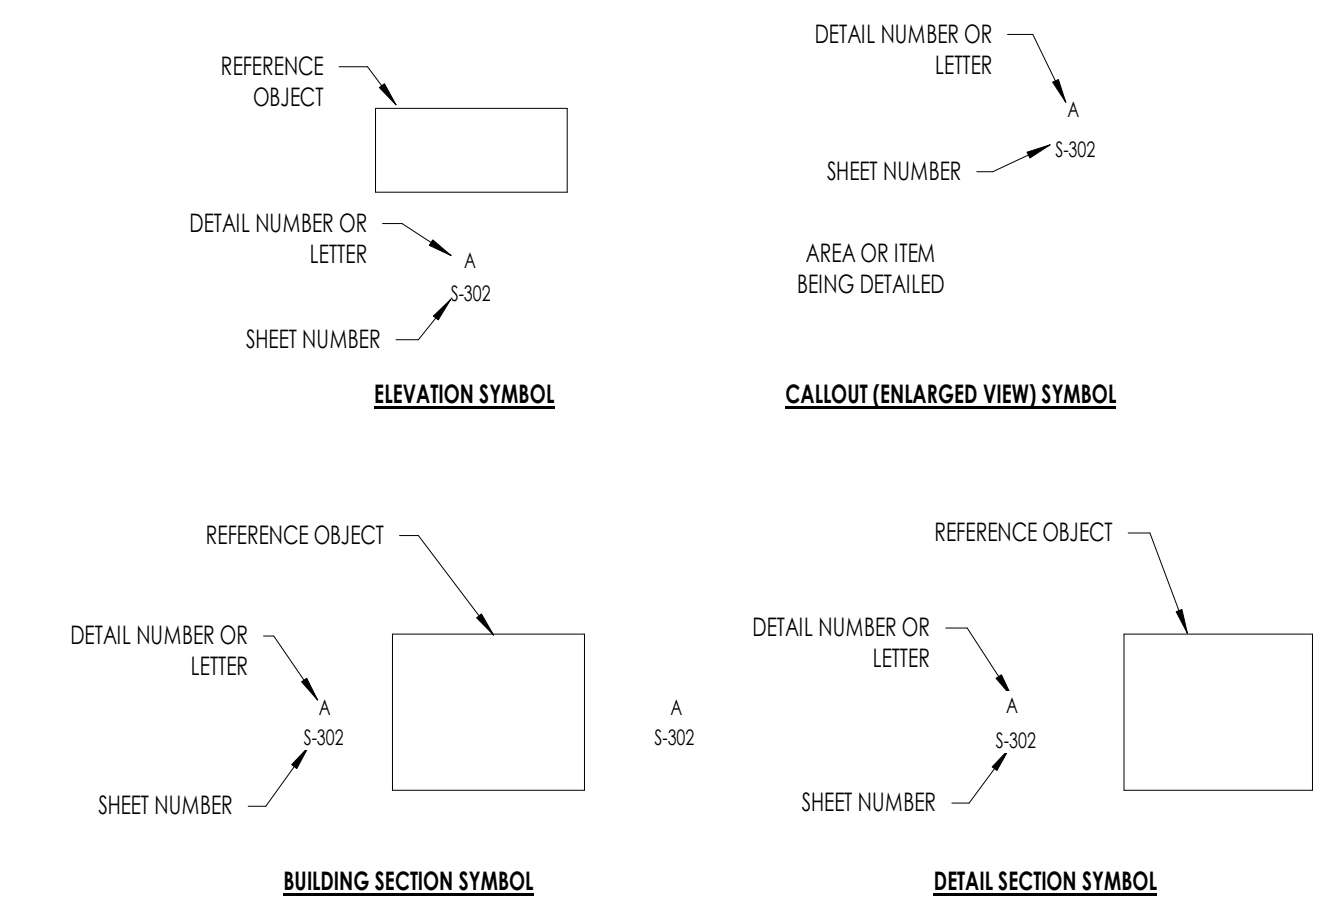 REFERENCE
OBJECT
DETAIL NUMBER OR
LETTER
A
S-302
SHEET NUMBER
ELEVATION SYMBOL
DETAIL NUMBER OR
LETTER
A
S-302
SHEET NUMBER
AREA OR ITEM
BEING DETAILED
CALLOUT (ENLARGED VIEW) SYMBOL
REFERENCE OBJECT
DETAIL NUMBER OR
LETTER
A
S-302
SHEET NUMBER
A
S-302
BUILDING SECTION SYMBOL
REFERENCE OBJECT
DETAIL NUMBER OR
LETTER
A
S-302
SHEET NUMBER
DETAIL SECTION SYMBOL